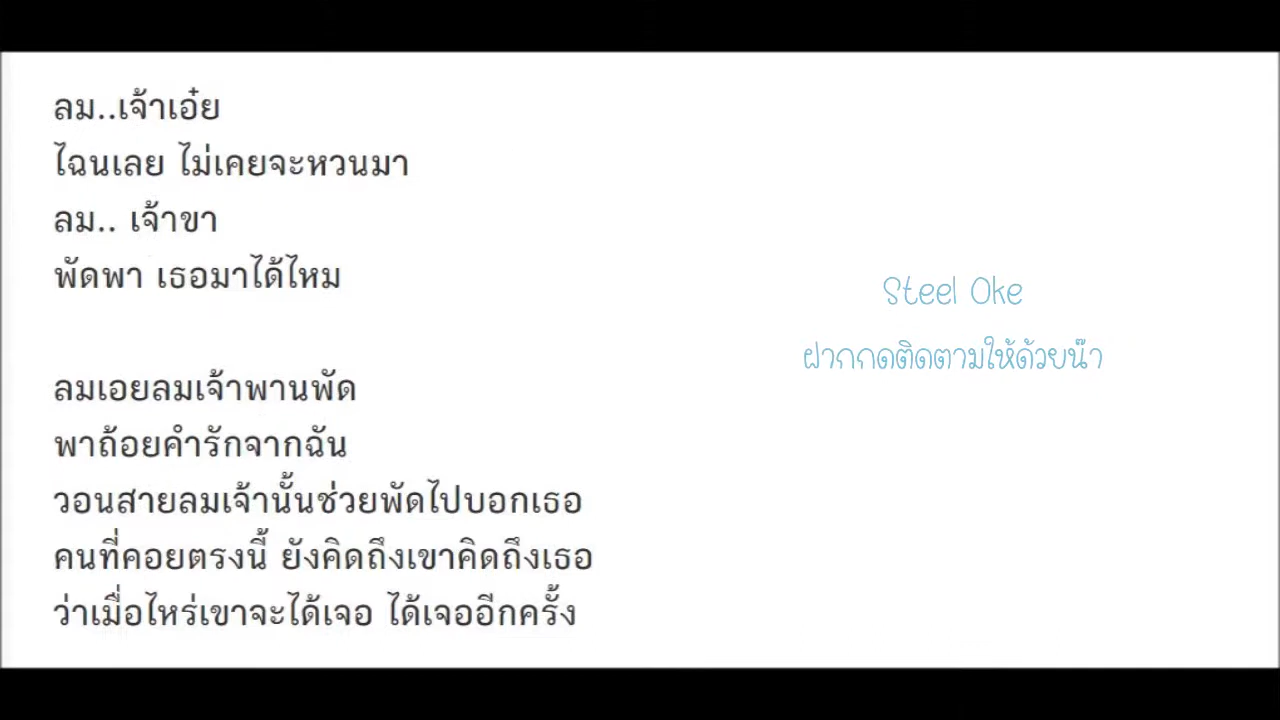 ลม..เจ้าเอ๋ย
ไฉนเลย ไม่เคยจะหวนมา
ลม.. เจ้าขา
พัดพา เธอมาได้ไหม
ลมเอยลมเจ้าพานพัด
พาถ้อยคำรักจากฉัน
วอนสายลมเจ้านั้นช่วยพัดไปบอกเธอ
คนที่คอยตรงนี้ ยังคิดถึงเขาคิดถึงเธอ
ว่าเมื่อไหร่เขาจะได้เจอ ได้เจออีกครั้ง
Steel Oke
ฝากกดติดตามให้ด้วยน๊า